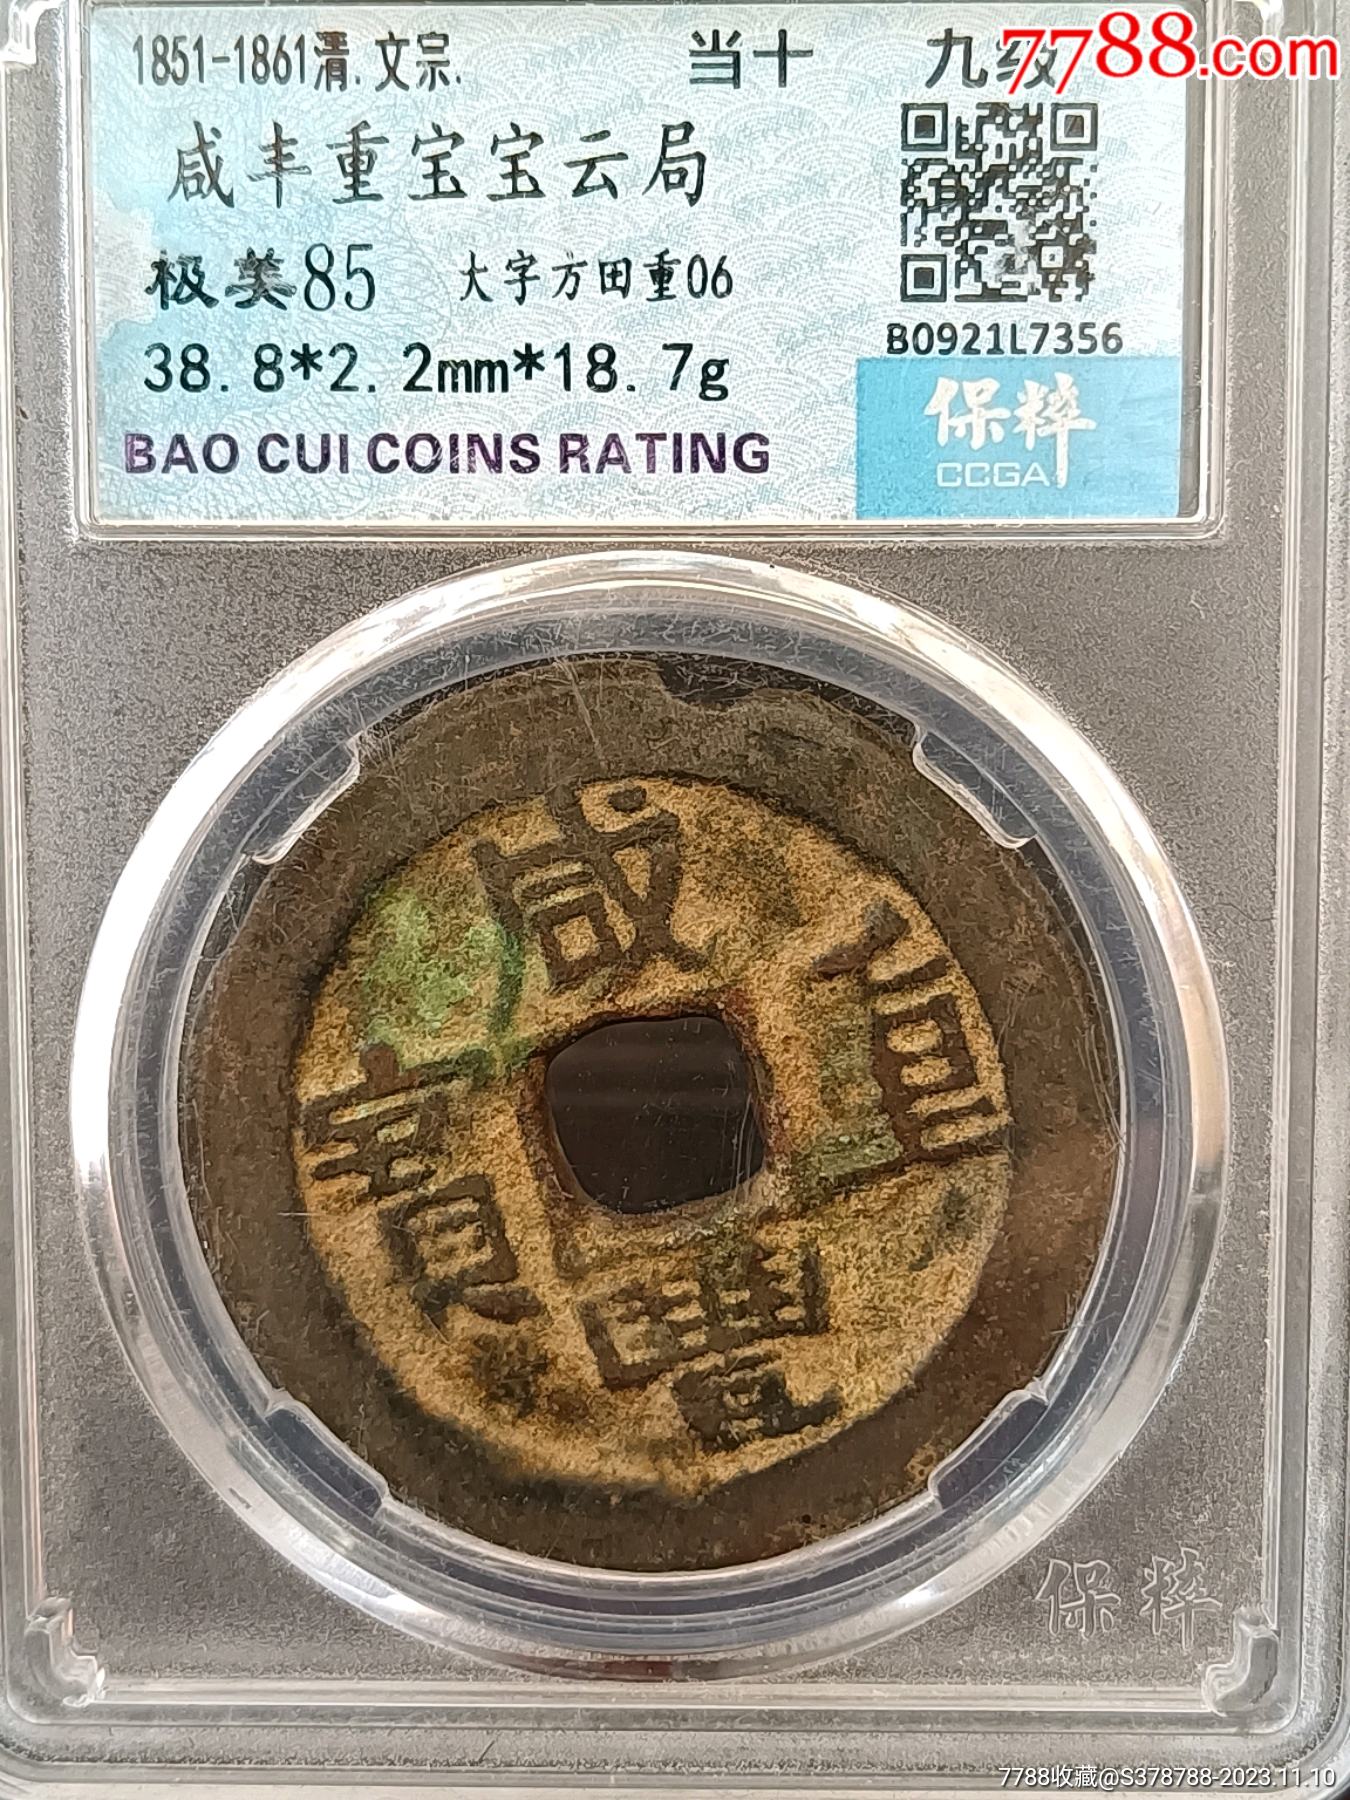 7788.com
1851-1861清.文宗. 当十 九级
咸丰重宝宝云局
极美85 大字方田重06
B0921L7356
38.8*2.2mm*18.7g
保粹
CCGA
BAO CUI COINS RATING
咸
重
寶
豐
保粹
7788收藏@S378788-2023.11.10